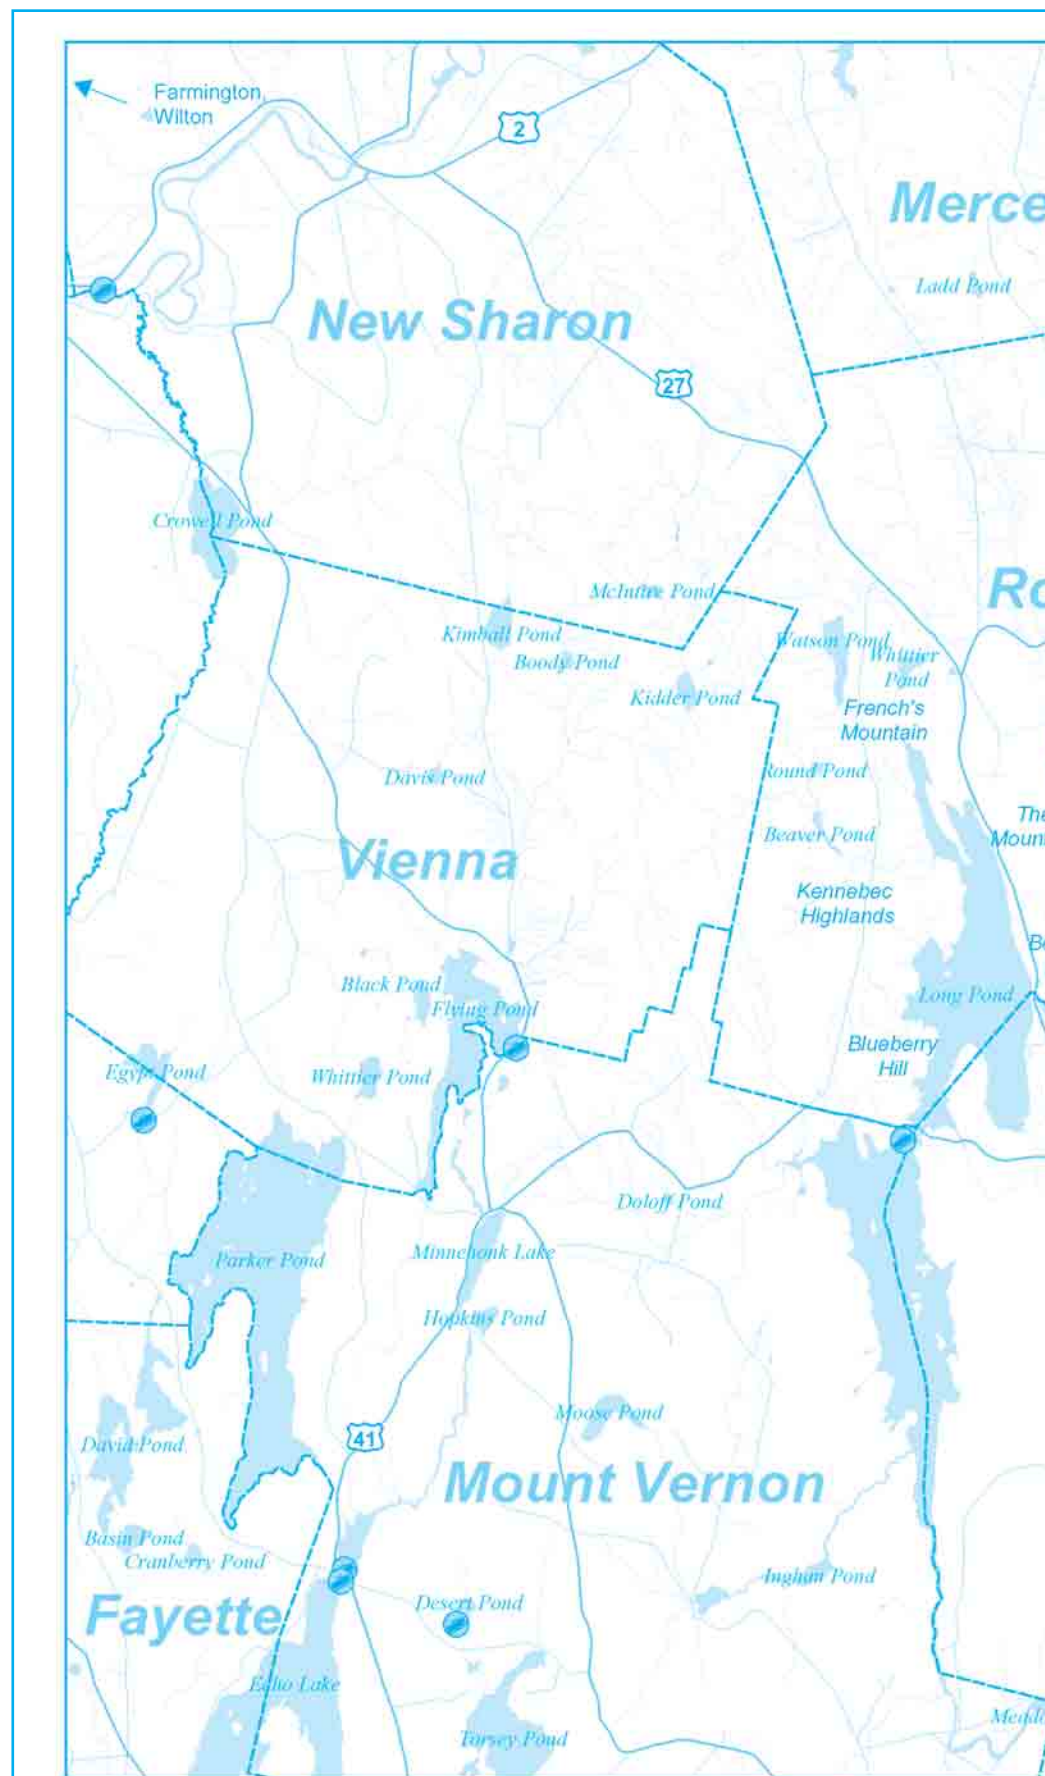 Farmington,
Wilton
2
Merce
Ladd Pond
New Sharon
27
Crowell Pond
McIntire Pond
Ro
Kimball Pond
Boody Pond
Watson Pond
Whittier
Pond
Kidder Pond
French's
Mountain
Davis Pond
Round Pond
The
Mount
Beaver Pond
Vienna
Kennebec
Highlands
Be
Black Pond
Flying Pond
Long Pond
Blueberry
Hill
Egypt Pond
Whittier Pond
Doloff Pond
Minnehonk Lake
Parker Pond
Hopkins Pond
Moose Pond
41
David Pond
Mount Vernon
Basin Pond
Cranberry Pond
Ingham Pond
Fayette
Desert Pond
Echo Lake
Torsey Pond